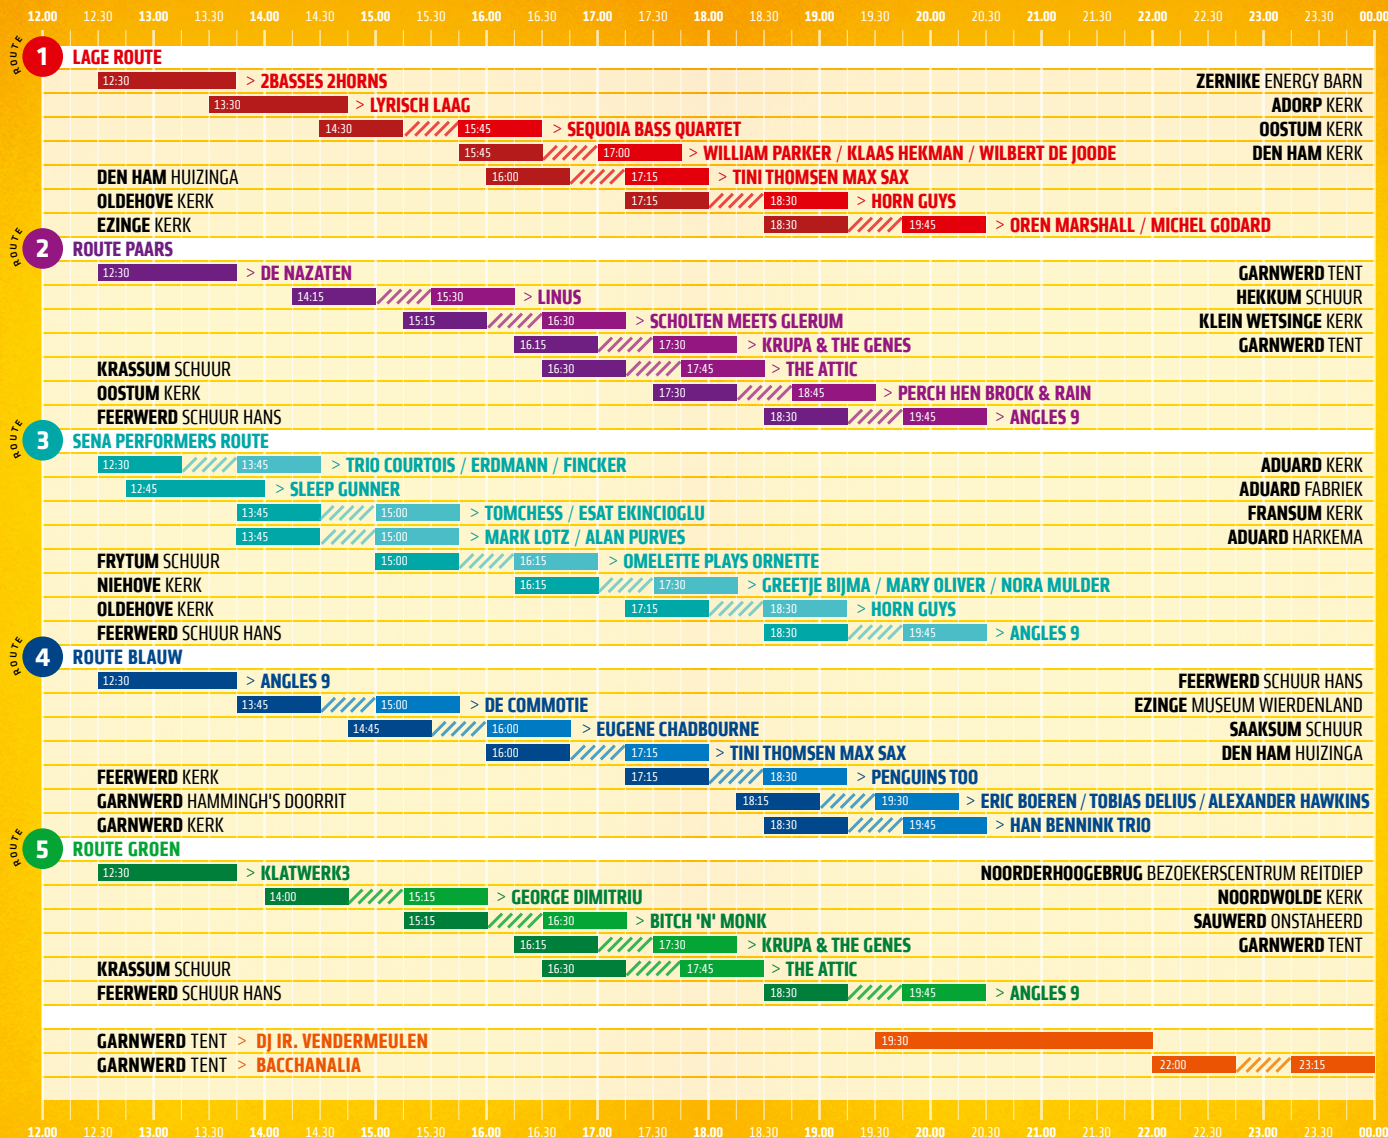 12.00 12.30 13.00 13.30 14.00 14.30 15.00 15.30 16.00 16.30 17.00 17.30 18.00 18.30 19.00 19.30 20.00 20.30 21.00 21.30 22.00 22.30 23.00 23.30 00.00
ROUTE 1 LAGE ROUTE
12:30 > 2BASSES 2HORNS ZERNIKE ENERGY BARN
13:30 > LYRISCH LAAG ADORP KERK
14:30 15:45 > SEQUOIA BASS QUARTET OOSTUM KERK
15:45 17:00 > WILLIAM PARKER / KLAAS HEKMAN / WILBERT DE JOODE DEN HAM KERK
DEN HAM HUIZINGA 16:00 17:15 > TINI THOMSEN MAX SAX
OLDEHOVE KERK 17:15 18:30 > HORN GUYS
EZINGE KERK 18:30 19:45 > OREN MARSHALL / MICHEL GODARD
ROUTE 2 ROUTE PAARS
12:30 > DE NAZATEN GARNWERD TENT
14:15 15:30 > LINUS HEKKUM SCHUUR
15:15 16:30 > SCHOLTEN MEETS GLERUM KLEIN WETSINGE KERK
16.15 17:30 > KRUPA & THE GENES GARNWERD TENT
KRASSUM SCHUUR 16:30 17:45 > THE ATTIC
OOSTUM KERK 17:30 18:45 > PERCH HEN BROCK & RAIN
FEERWERD SCHUUR HANS 18:30 19:45 > ANGLES 9
ROUTE 3 SENA PERFORMERS ROUTE
12:30 13:45 > TRIO COURTOIS / ERDMANN / FINCKER ADUARD KERK
12:45 > SLEEP GUNNER ADUARD FABRIEK
13:45 15:00 > TOMCHESS / ESAT EKINCIOGLU FRANSUM KERK
13:45 15:00 > MARK LOTZ / ALAN PURVES ADUARD HARKEMA
FRYTUM SCHUUR 15:00 16:15 > OMELETTE PLAYS ORNETTE
NIEHOVE KERK 16:15 17:30 > GREETJE BIJMA / MARY OLIVER / NORA MULDER
OLDEHOVE KERK 17:15 18:30 > HORN GUYS
FEERWERD SCHUUR HANS 18:30 19:45 > ANGLES 9
ROUTE 4 ROUTE BLAUW
12:30 > ANGLES 9 FEERWERD SCHUUR HANS
13:45 15:00 > DE COMMOTIE EZINGE MUSEUM WIERDENLAND
14:45 16:00 > EUGENE CHADBOURNE SAAKSUM SCHUUR
16:00 17:15 > TINI THOMSEN MAX SAX DEN HAM HUIZINGA
FEERWERD KERK 17:15 18:30 > PENGUINS TOO
GARNWERD HAMMINGH'S DOORRIT 18:15 19:30 > ERIC BOEREN / TOBIAS DELIUS / ALEXANDER HAWKINS
GARNWERD KERK 18:30 19:45 > HAN BENNINK TRIO
ROUTE 5 ROUTE GROEN
12:30 > KLATWERK3 NOORDERHOOGEBRUG BEZOEKERSCENTRUM REITDIEP
14:00 15:15 > GEORGE DIMITRIU NOORDWOLDE KERK
15:15 16:30 > BITCH 'N' MONK SAUWERD ONSTAHEERD
16:15 17:30 > KRUPA & THE GENES GARNWERD TENT
KRASSUM SCHUUR 16:30 17:45 > THE ATTIC
FEERWERD SCHUUR HANS 18:30 19:45 > ANGLES 9
GARNWERD TENT > DJ IR. VENDERMEULEN 19:30
GARNWERD TENT > BACCHANALIA 22:00 23:15
12.00 12.30 13.00 13.30 14.00 14.30 15.00 15.30 16.00 16.30 17.00 17.30 18.00 18.30 19.00 19.30 20.00 20.30 21.00 21.30 22.00 22.30 23.00 23.30 00.00